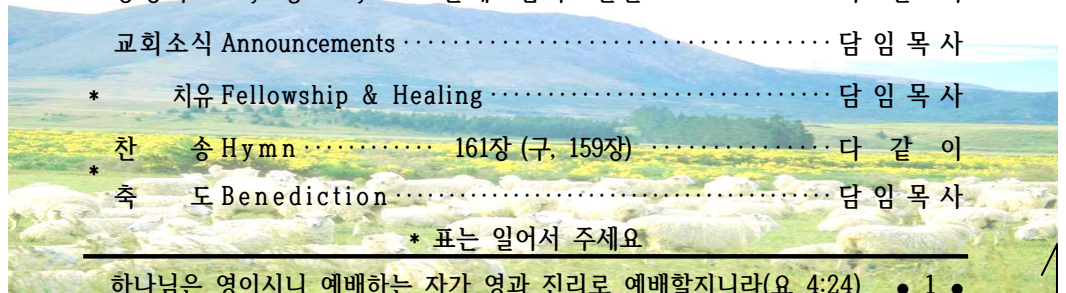 교회소식 Announcements ·································· 담 임 목 사
* 치유 Fellowship & Healing ······························ 담 임 목 사
찬 송 Hymn ············ 161장 (구, 159장) ················ 다 같 이
*
축 도 Benediction ········································ 담 임 목 사
* 표는 일어서 주세요
하나님은 영이시니 예배하는 자가 영과 진리로 예배할지니라(요 4:24) ● 1 ●